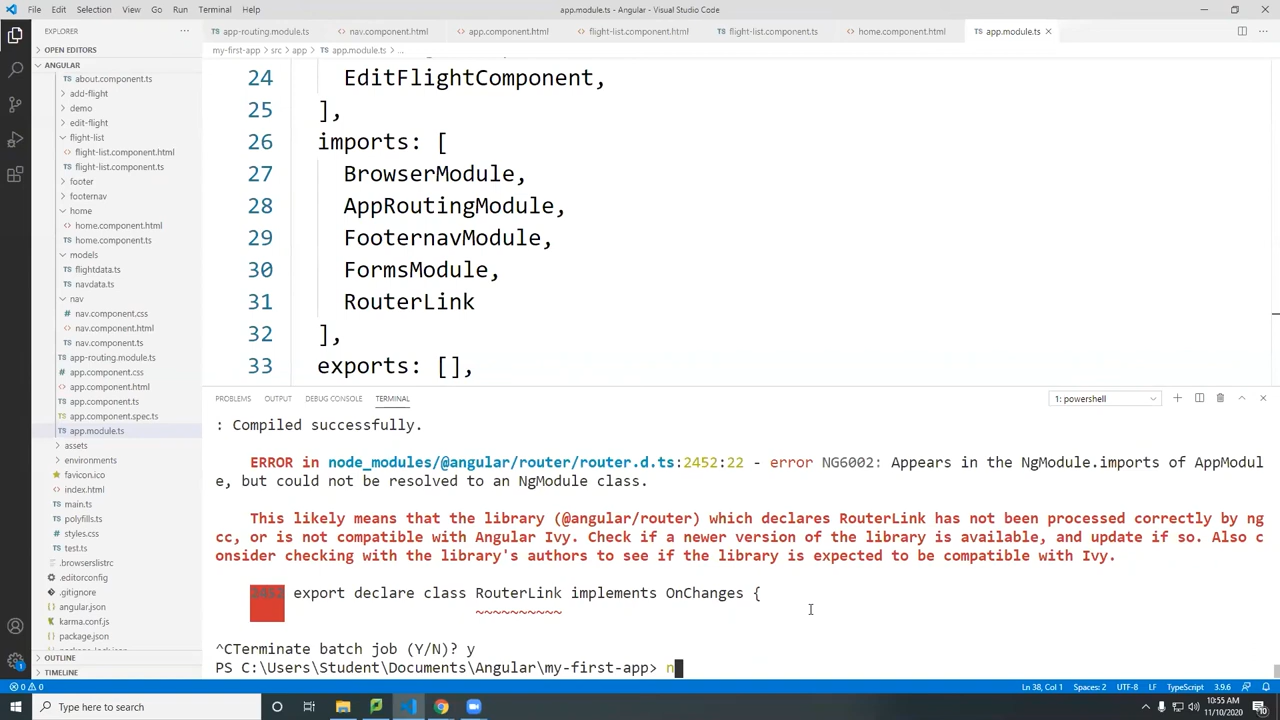 File Edit Selection View Go Run Terminal Help
app.module.ts - Angular - Visual Studio Code
EXPLORER
app-routing.module.ts nav.component.html app.component.html flight-list.component.html flight-list.component.ts home.component.html app.module.ts
my-first-app > src > app > app.module.ts > ...
OPEN EDITORS
ANGULAR
about.component.ts
add-flight
demo
edit-flight
flight-list
flight-list.component.html
flight-list.component.ts
footer
footernav
home
home.component.html
home.component.ts
models
flightdata.ts
navdata.ts
nav
nav.component.css
nav.component.html
nav.component.ts
app-routing.module.ts
app.component.css
app.component.html
app.component.ts
app.component.spec.ts
app.module.ts
assets
environments
favicon.ico
index.html
main.ts
polyfills.ts
styles.css
test.ts
.browserslistrc
.editorconfig
.gitignore
angular.json
karma.conf.js
package.json
OUTLINE
TIMELINE
24 EditFlightComponent,
25 ],
26 imports: [
27 BrowserModule,
28 AppRoutingModule,
29 FooternavModule,
30 FormsModule,
31 RouterLink
32 ],
33 exports: [],
PROBLEMS OUTPUT DEBUG CONSOLE TERMINAL
1: powershell
: Compiled successfully.
ERROR in node_modules/@angular/router/router.d.ts:2452:22 - error NG6002: Appears in the NgModule.imports of AppModul
e, but could not be resolved to an NgModule class.
This likely means that the library (@angular/router) which declares RouterLink has not been processed correctly by ng
cc, or is not compatible with Angular Ivy. Check if a newer version of the library is available, and update if so. Also c
onsider checking with the library's authors to see if the library is expected to be compatible with Ivy.
2452 export declare class RouterLink implements OnChanges {
~~~~~~~~~~
^CTerminate batch job (Y/N)? y
PS C:\Users\Student\Documents\Angular\my-first-app> n
0 0
Ln 38, Col 1 Spaces: 2 UTF-8 LF TypeScript 3.9.6
Type here to search
10:55 AM
11/10/2020